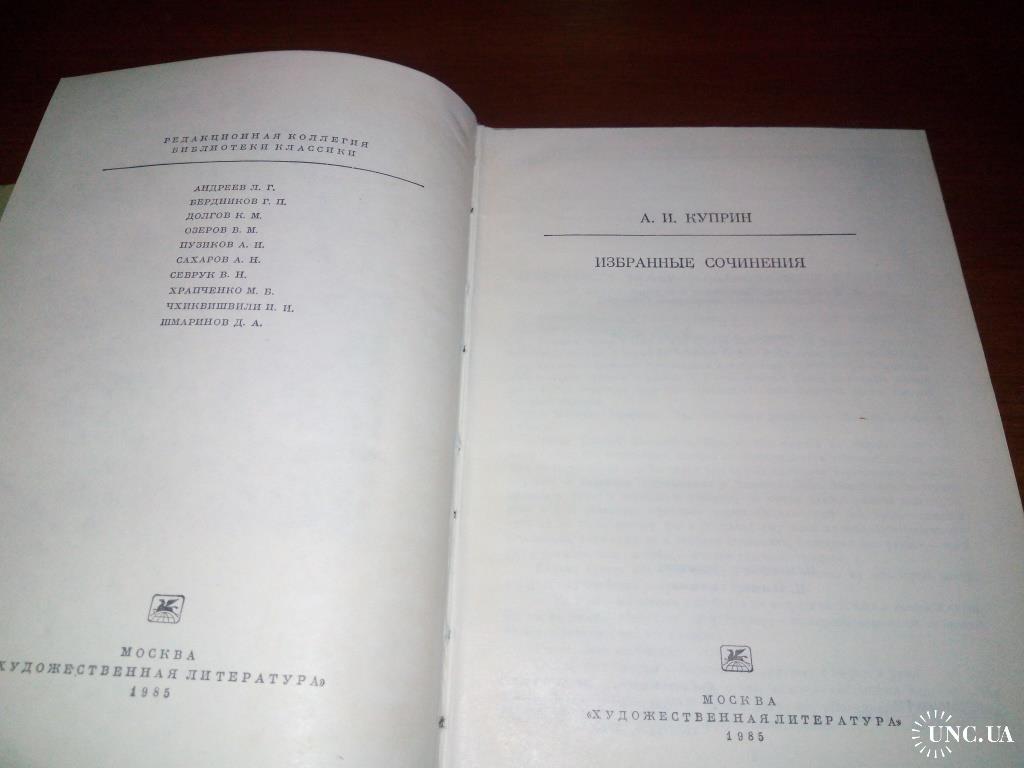 РЕДАКЦИОННАЯ КОЛЛЕГИЯ
БИБЛИОТЕКИ КЛАССИКИ
АНДРЕЕВ Л. Г.
БЕРДНИКОВ Г. П.
ДОЛГОВ К. М.
ОЗЕРОВ В. М.
ПУЗИКОВ А. И.
САХАРОВ А. Н.
СЕВРУК В. Н.
ХРАПЧЕНКО М. Б.
ЧХИКВИШВИЛИ И. И.
ШМАРИНОВ Д. А.
МОСКВА
ХУДОЖЕСТВЕННАЯ ЛИТЕРАТУРА»
1985
А. И. КУПРИН
ИЗБРАННЫЕ СОЧИНЕНИЯ
МОСКВА
«ХУДОЖЕСТВЕННАЯ ЛИТЕРАТУРА»
1985
UNC.UA